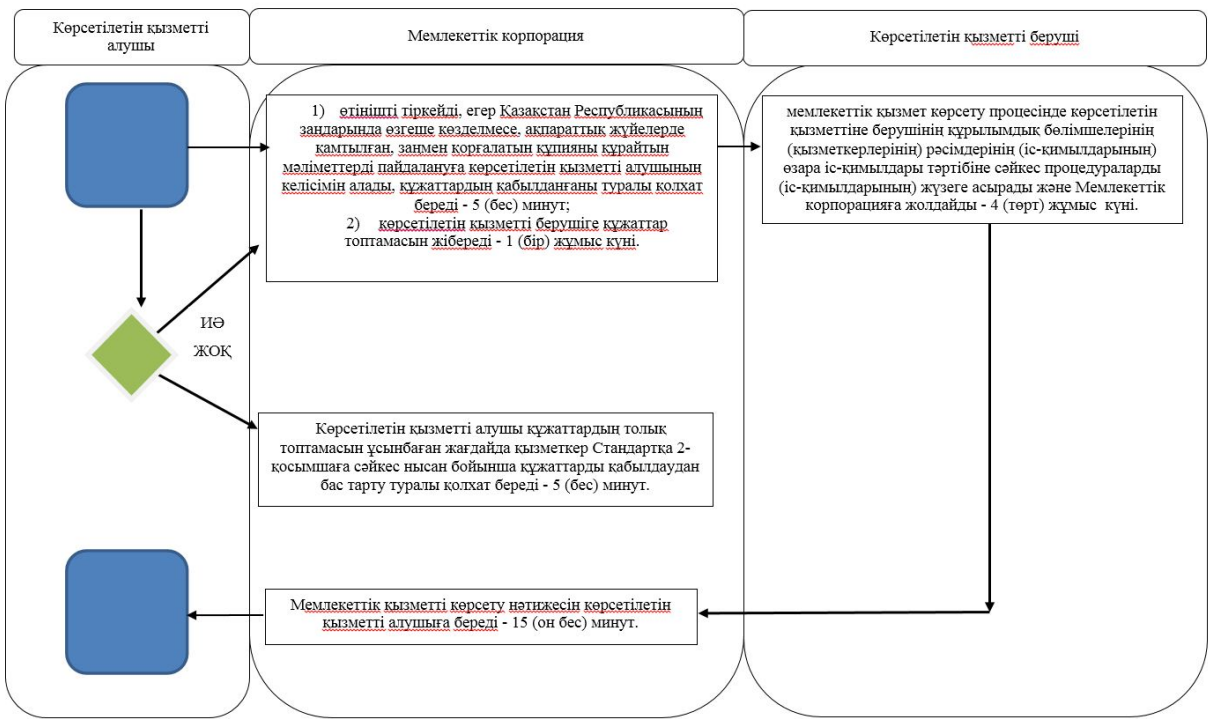 Көрсетілетін қызметті
алушы
Мемлекеттік корпорация
Көрсетілетін қызметті беруші
1) өтінішті тіркейді, егер Қазақстан Республикасының
зандарында өзгеше көзделмесе, ақпараттық жүйелерде
қамтылған, заңмен қорғалатын құпияны құрайтын
мәліметтерді пайдалануға көрсетілетін қызметті алушының
келісімін алады, құжаттардың қабылданғаны туралы қолхат
береді - 5 (бес) минут;
2) көрсетілетін қызметті берушіге құжаттар
топтамасын жібереді - 1 (бір) жұмыс күні.
мемлекеттік қызмет көрсету процесінде көрсетілетін
қызметтіне берушінің құрылымдық бөлімшелерінің
(қызметкерлерінің) рәсімдерінің (іс-қимылдарының)
өзара іс-қимылдары тәртібіне сәйкес процедураларды
(іс-қимылдарының) жүзеге асырады және Мемлекеттік
корпорацияға жолдайды - 4 (төрт) жұмыс күні.
ИӘ
ЖОҚ
Көрсетілетін қызметті алушы құжаттардың толық
топтамасын ұсынбаған жағдайда қызметкер Стандартқа 2-
қосымшаға сәйкес нысан бойынша құжаттарды қабылдаудан
бас тарту туралы қолхат береді - 5 (бес) минут.
Мемлекеттік қызметті көрсету нәтижесін көрсетілетін
қызметті алушыға береді - 15 (он бес) минут.